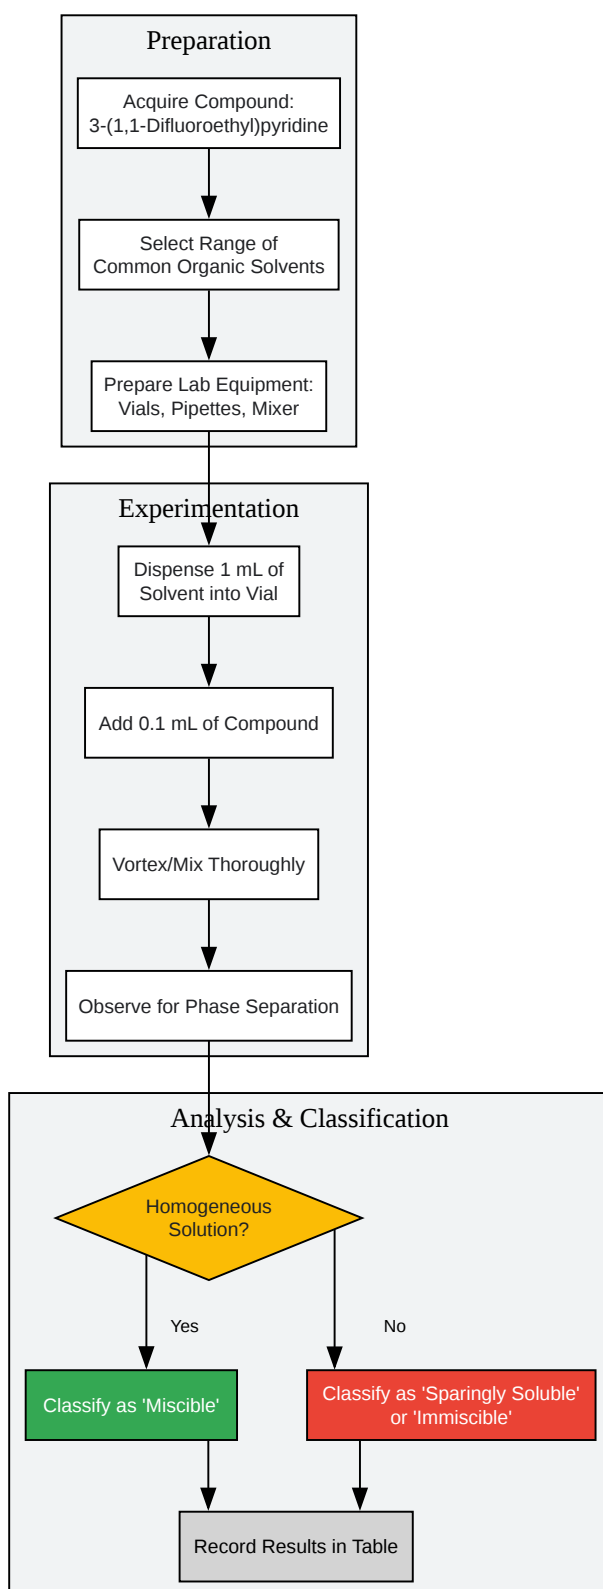 Preparation
Acquire Compound:
3-(1,1-Difluoroethyl)pyridine
Select Range of
Common Organic Solvents
Prepare Lab Equipment:
Vials, Pipettes, Mixer
Experimentation
Dispense 1 mL of
Solvent into Vial
Add 0.1 mL of Compound
Vortex/Mix Thoroughly
Observe for Phase Separation
Analysis & Classification
Homogeneous
Solution?
Yes
No
Classify as 'Miscible'
Classify as 'Sparingly Soluble'
or 'Immiscible'
Record Results in Table